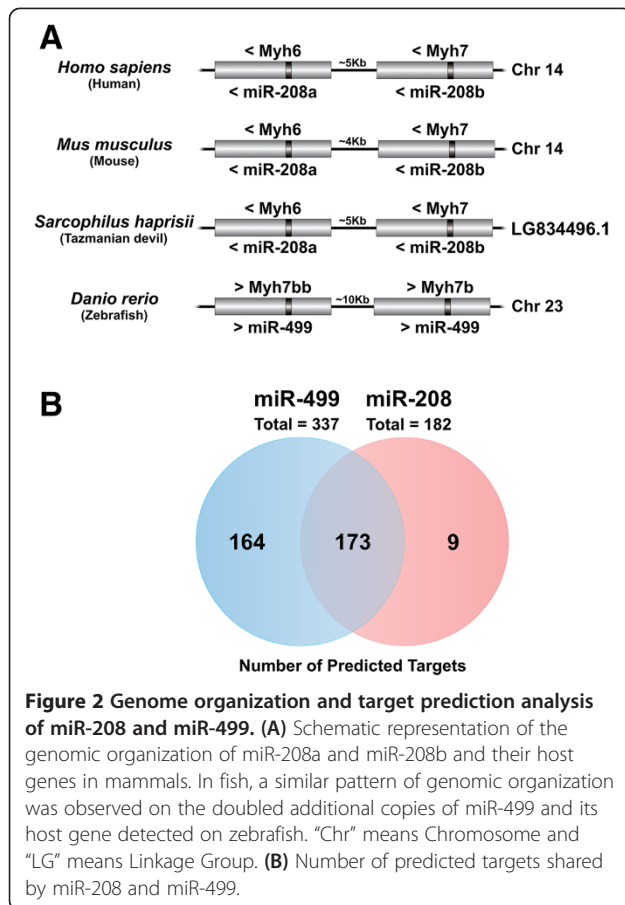 A
Homo sapiens
(Human)
< Myh6
~5Kb
< Myh7
Chr 14
< miR-208a
< miR-208b
Mus musculus
(Mouse)
< Myh6
~4Kb
< Myh7
Chr 14
< miR-208a
< miR-208b
Sarcophilus haprisii
(Tazmanian devil)
< Myh6
~5Kb
< Myh7
LG834496.1
< miR-208a
< miR-208b
Danio rerio
(Zebrafish)
> Myh7bb
~10Kb
> Myh7b
Chr 23
> miR-499
> miR-499
B
miR-499 miR-208
Total = 337 Total = 182
164 173 9
Number of Predicted Targets
Figure 2 Genome organization and target prediction analysis
of miR-208 and miR-499. (A) Schematic representation of the
genomic organization of miR-208a and miR-208b and their host
genes in mammals. In fish, a similar pattern of genomic organization
was observed on the doubled additional copies of miR-499 and its
host gene detected on zebrafish. “Chr” means Chromosome and
“LG” means Linkage Group. (B) Number of predicted targets shared
by miR-208 and miR-499.